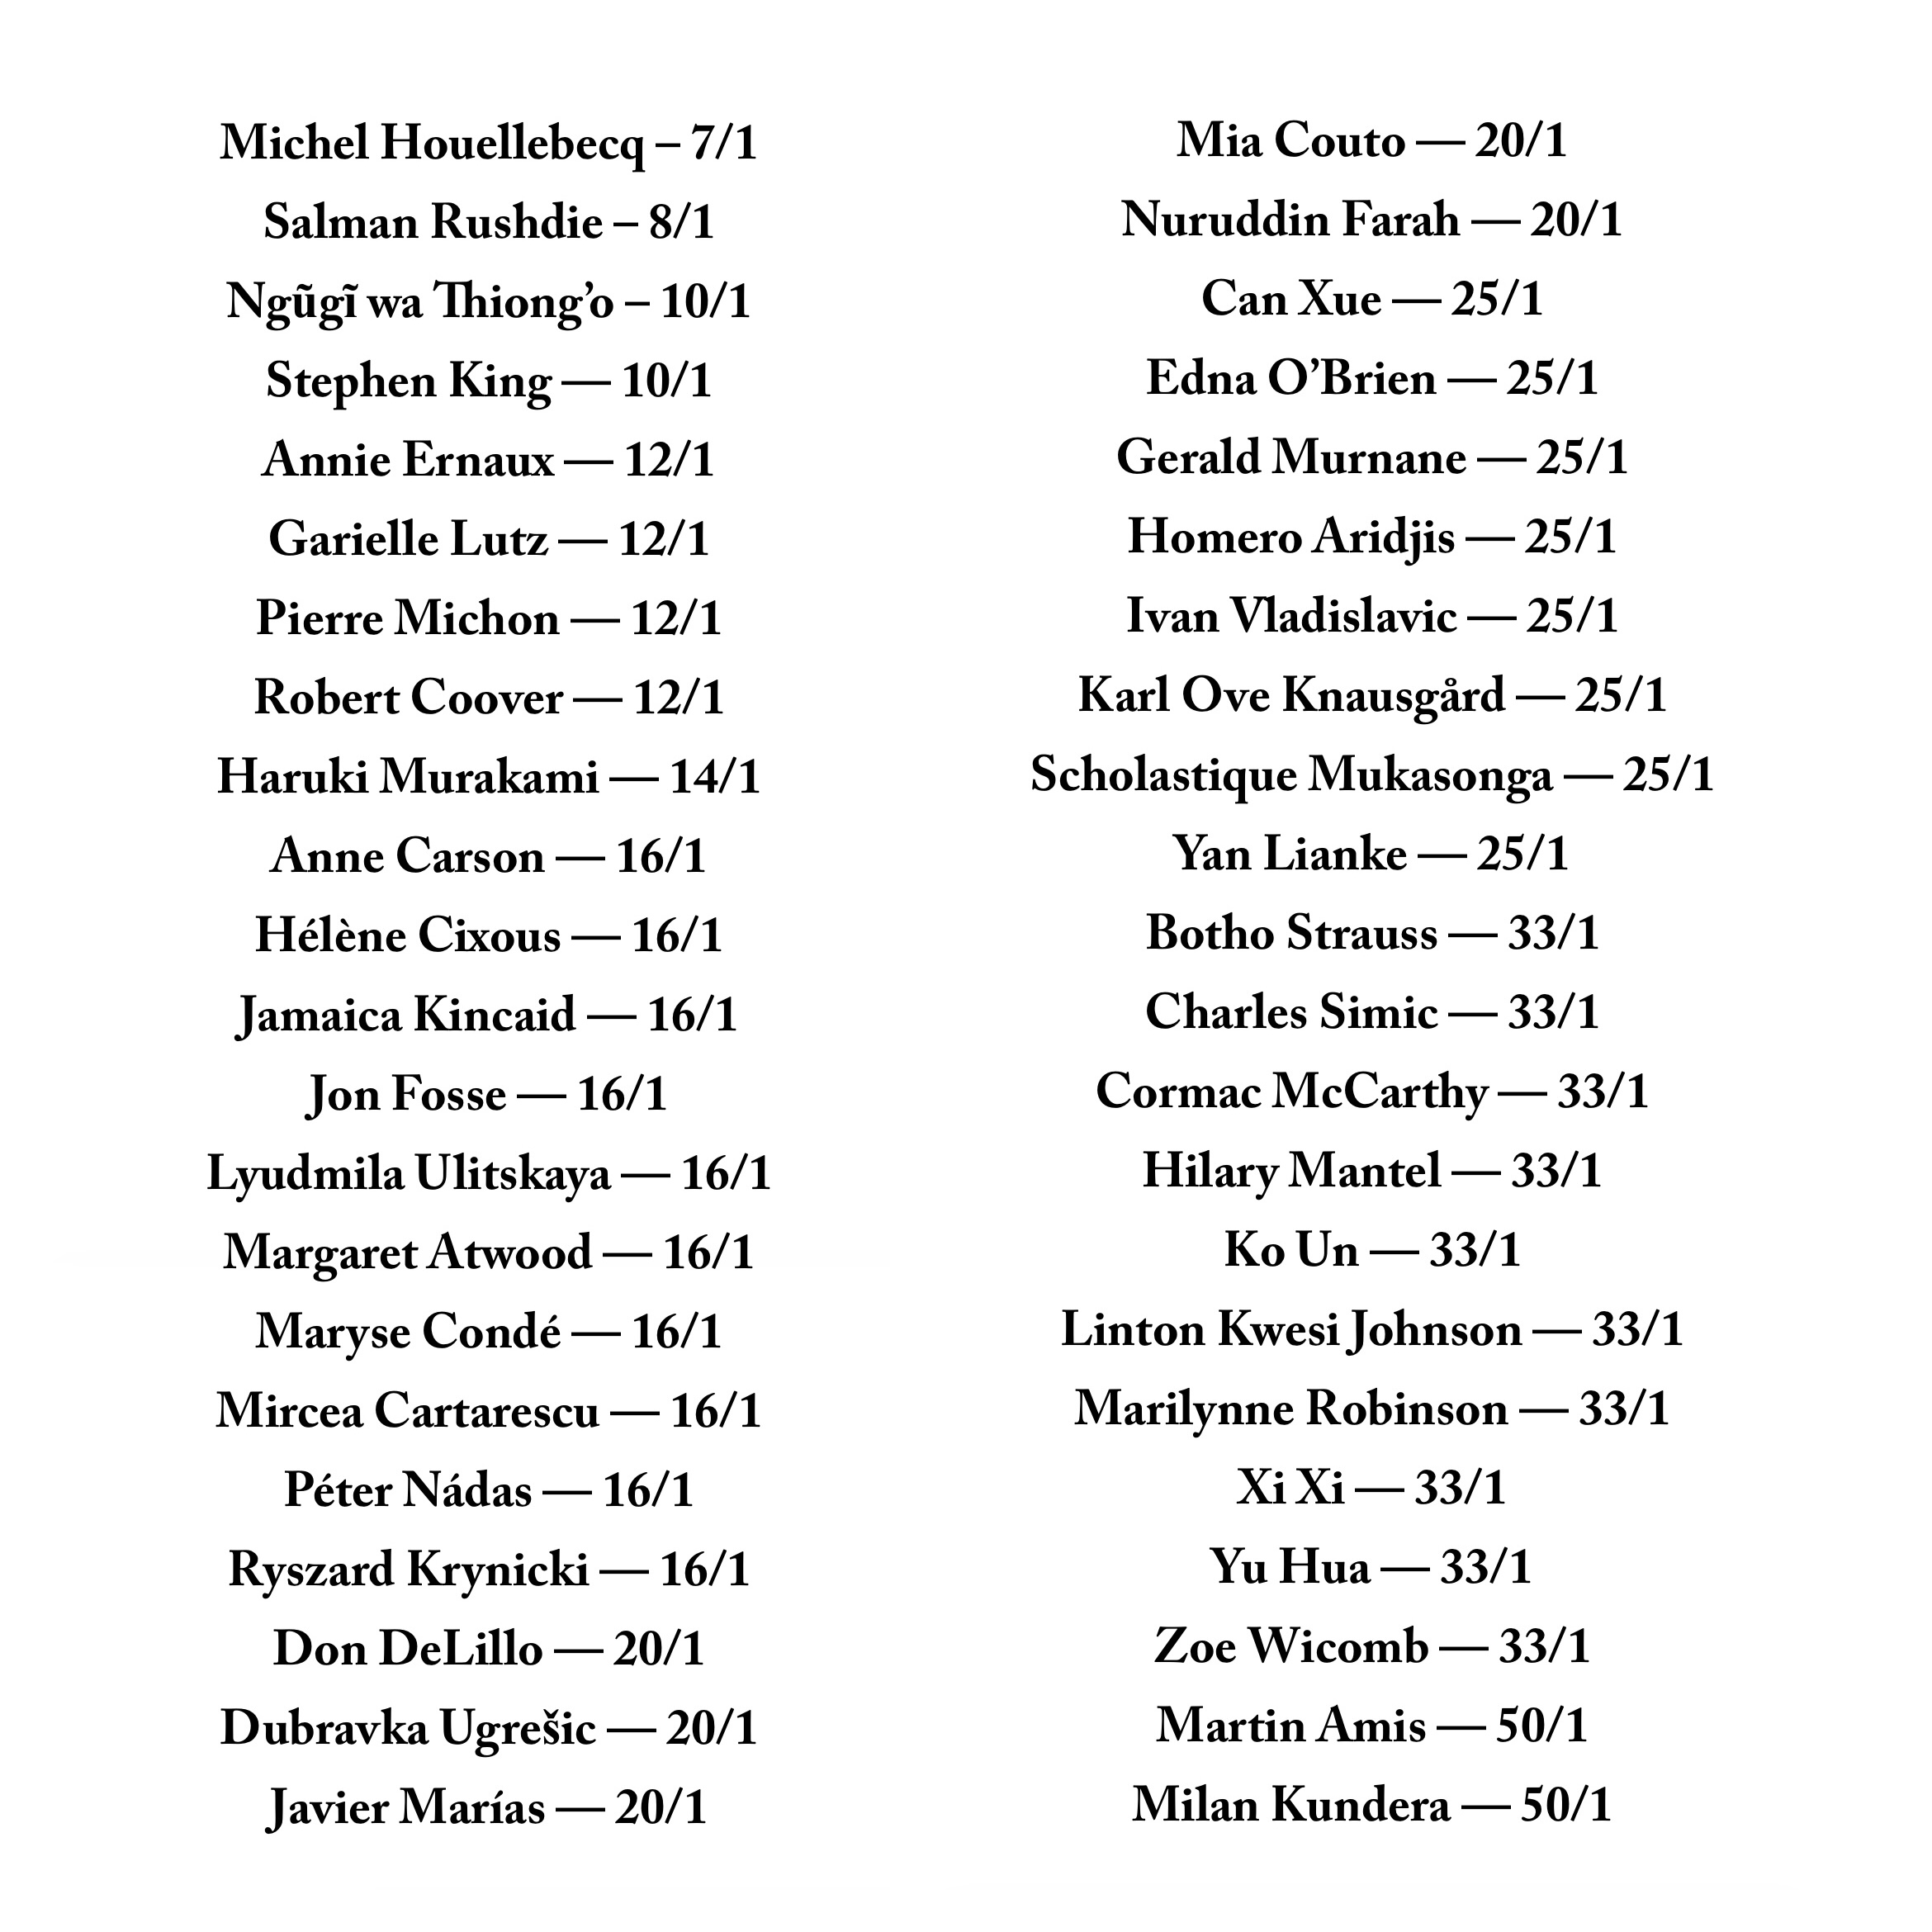 Michel Houellebecq – 7/1
Salman Rushdie – 8/1
Ngũgĩ wa Thiong’o – 10/1
Stephen King — 10/1
Annie Ernaux — 12/1
Garielle Lutz — 12/1
Pierre Michon — 12/1
Robert Coover — 12/1
Haruki Murakami — 14/1
Anne Carson — 16/1
Hélène Cixous — 16/1
Jamaica Kincaid — 16/1
Jon Fosse — 16/1
Lyudmila Ulitskaya — 16/1
Margaret Atwood — 16/1
Maryse Condé — 16/1
Mircea Cartarescu — 16/1
Péter Nádas — 16/1
Ryszard Krynicki — 16/1
Don DeLillo — 20/1
Dubravka Ugrešic — 20/1
Javier Marías — 20/1
Mia Couto — 20/1
Nuruddin Farah — 20/1
Can Xue — 25/1
Edna O’Brien — 25/1
Gerald Murnane — 25/1
Homero Aridjis — 25/1
Ivan Vladislavic — 25/1
Karl Ove Knausgård — 25/1
Scholastique Mukasonga — 25/1
Yan Lianke — 25/1
Botho Strauss — 33/1
Charles Simic — 33/1
Cormac McCarthy — 33/1
Hilary Mantel — 33/1
Ko Un — 33/1
Linton Kwesi Johnson — 33/1
Marilynne Robinson — 33/1
Xi Xi — 33/1
Yu Hua — 33/1
Zoe Wicomb — 33/1
Martin Amis — 50/1
Milan Kundera — 50/1